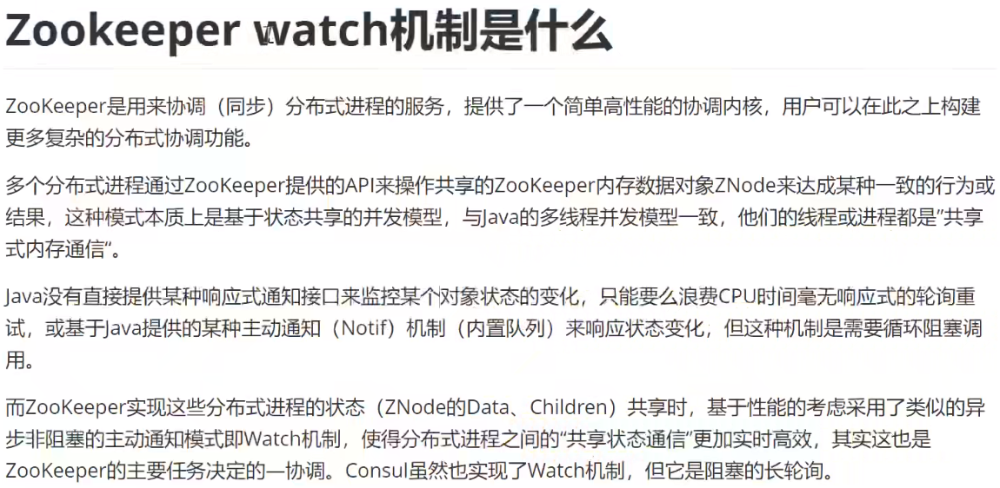 Zookeeper watch机制是什么
ZooKeeper是用来协调（同步）分布式进程的服务，提供了一个简单高性能的协调内核，用户可以在此之上构建
更多复杂的分布式协调功能。
多个分布式进程通过ZooKeeper提供的API来操作共享的ZooKeeper内存数据对象ZNode来达成某种一致的行为或
结果，这种模式本质上是基于状态共享的并发模型，与Java的多线程并发模型一致，他们的线程或进程都是”共享
式内存通信“。
Java没有直接提供某种响应式通知接口来监控某个对象状态的变化，只能要么浪费CPU时间毫无响应式的轮询重
试，或基于Java提供的某种主动通知（Notif）机制（内置队列）来响应状态变化，但这种机制是需要循环阻塞调
用。
而ZooKeeper实现这些分布式进程的状态（ZNode的Data、Children）共享时，基于性能的考虑采用了类似的异
步非阻塞的主动通知模式即Watch机制，使得分布式进程之间的“共享状态通信”更加实时高效，其实这也是
ZooKeeper的主要任务决定的—协调。Consul虽然也实现了Watch机制，但它是阻塞的长轮询。